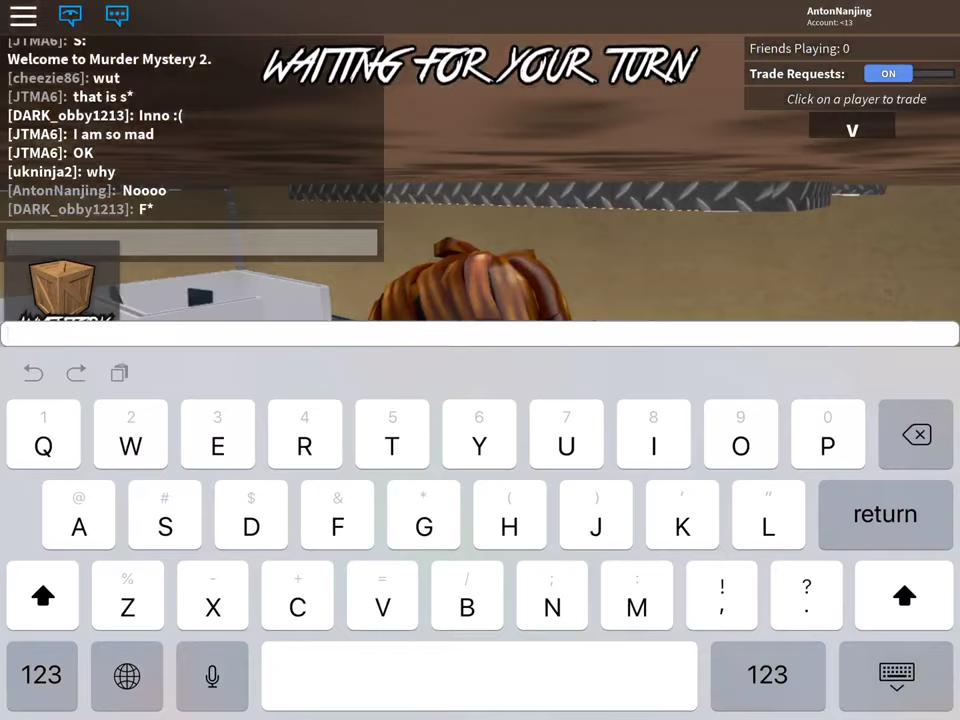 AntonNanjing
Account: <13
[JTMA6]: S:
Welcome to Murder Mystery 2.
[cheezie86]: wut
[JTMA6]: that is s*
[DARK_obby1213]: Inno :(
[JTMA6]: I am so mad
[JTMA6]: OK
[ukninja2]: why
[AntonNanjing]: Noooo
[DARK_obby1213]: F*
WAITING FOR YOUR TURN
Friends Playing: 0
Trade Requests: ON
Click on a player to trade
V
1 2 3 4 5 6 7 8 9 0
Q W E R T Y U I O P
@ # $ & * ( ) ' "
A S D F G H J K L return
% - + = / ; : ! ?
Z X C V B N M , .
123 123